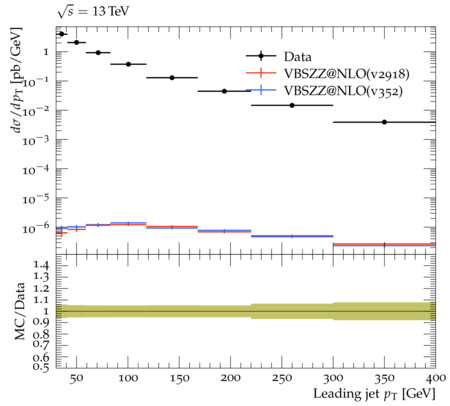 √s = 13 TeV
dσ/dpT [pb/GeV]
1
10−1
10−2
10−3
10−4
10−5
10−6
Data
VBSZZ@NLO(v2918)
VBSZZ@NLO(v352)
MC/Data
1.4
1.3
1.2
1.1
1
0.9
0.8
0.7
0.6
0.5
50 100 150 200 250 300 350 400
Leading jet pT [GeV]